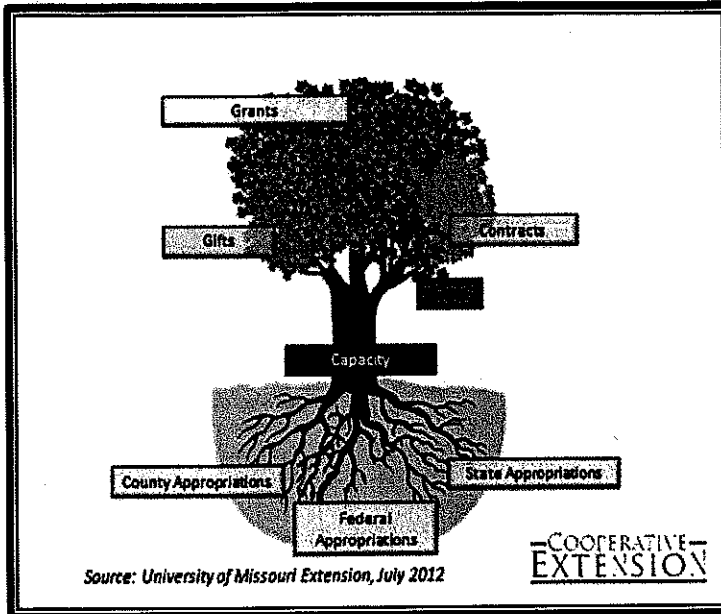 Grants
Gifts
Contracts
Capacity
County Appropriations
State Appropriations
Federal
Appropriations
Source: University of Missouri Extension, July 2012
COOPERATIVE
EXTENSION